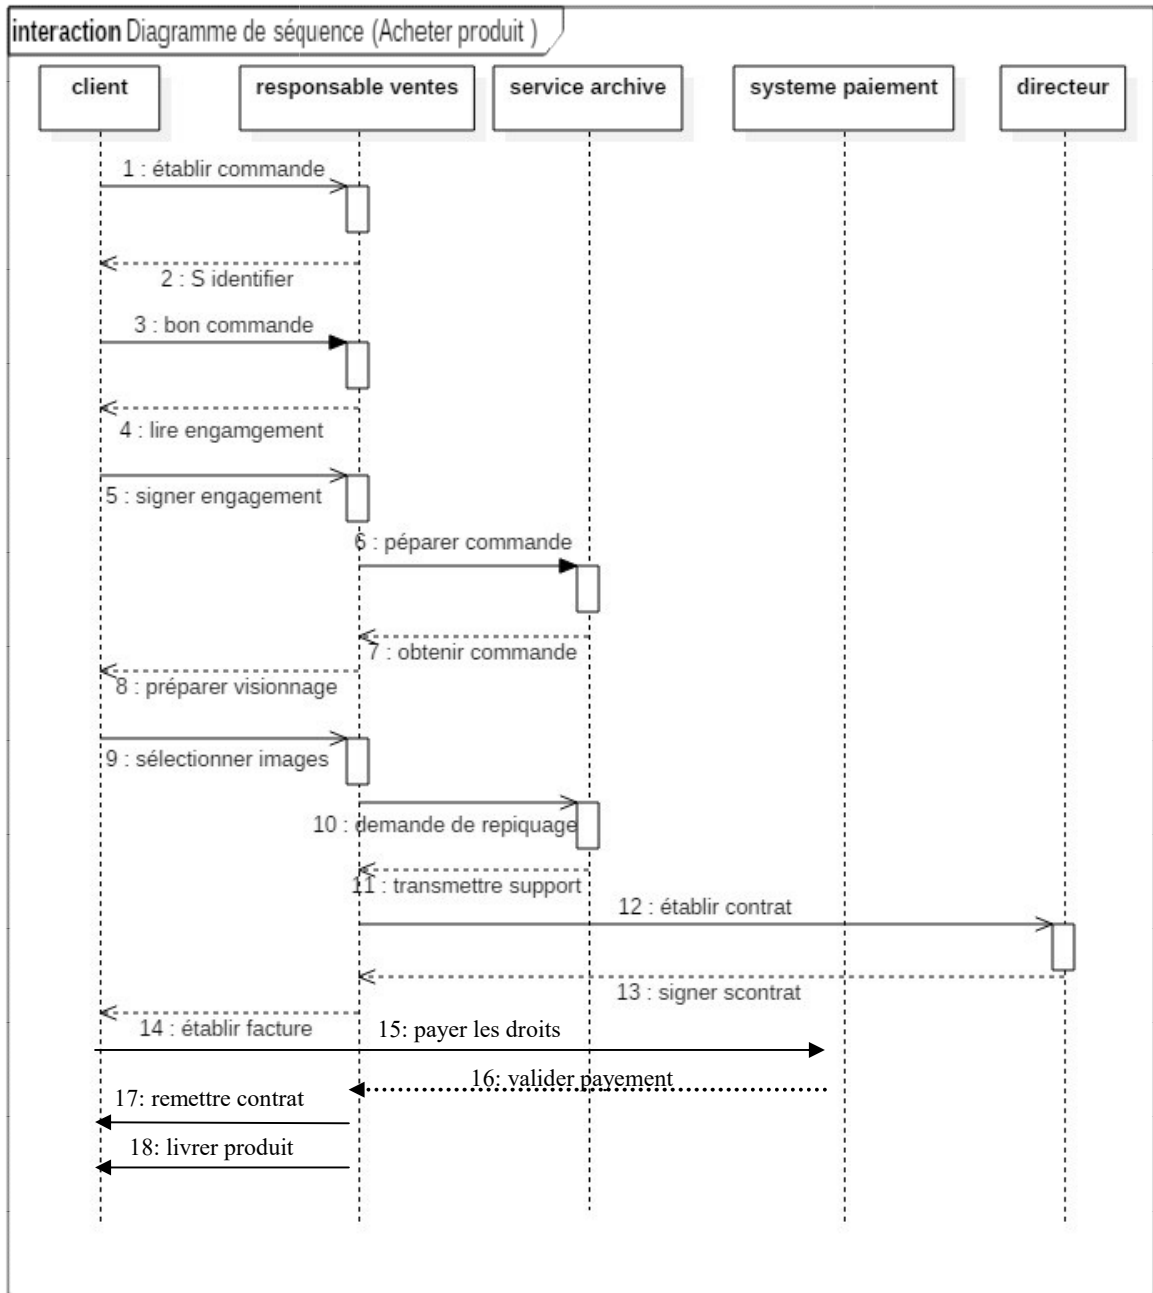 interaction Diagramme de séquence (Acheter produit )
client
responsable ventes
service archive
systeme paiement
directeur
1 : établir commande
2 : S identifier
3 : bon commande
4 : lire engamgement
5 : signer engagement
6 : péparer commande
7 : obtenir commande
8 : préparer visionnage
9 : sélectionner images
10 : demande de repiquage
11 : transmettre support
12 : établir contrat
13 : signer scontrat
14 : établir facture
15: payer les droits
16: valider payement
17: remettre contrat
18: livrer produit